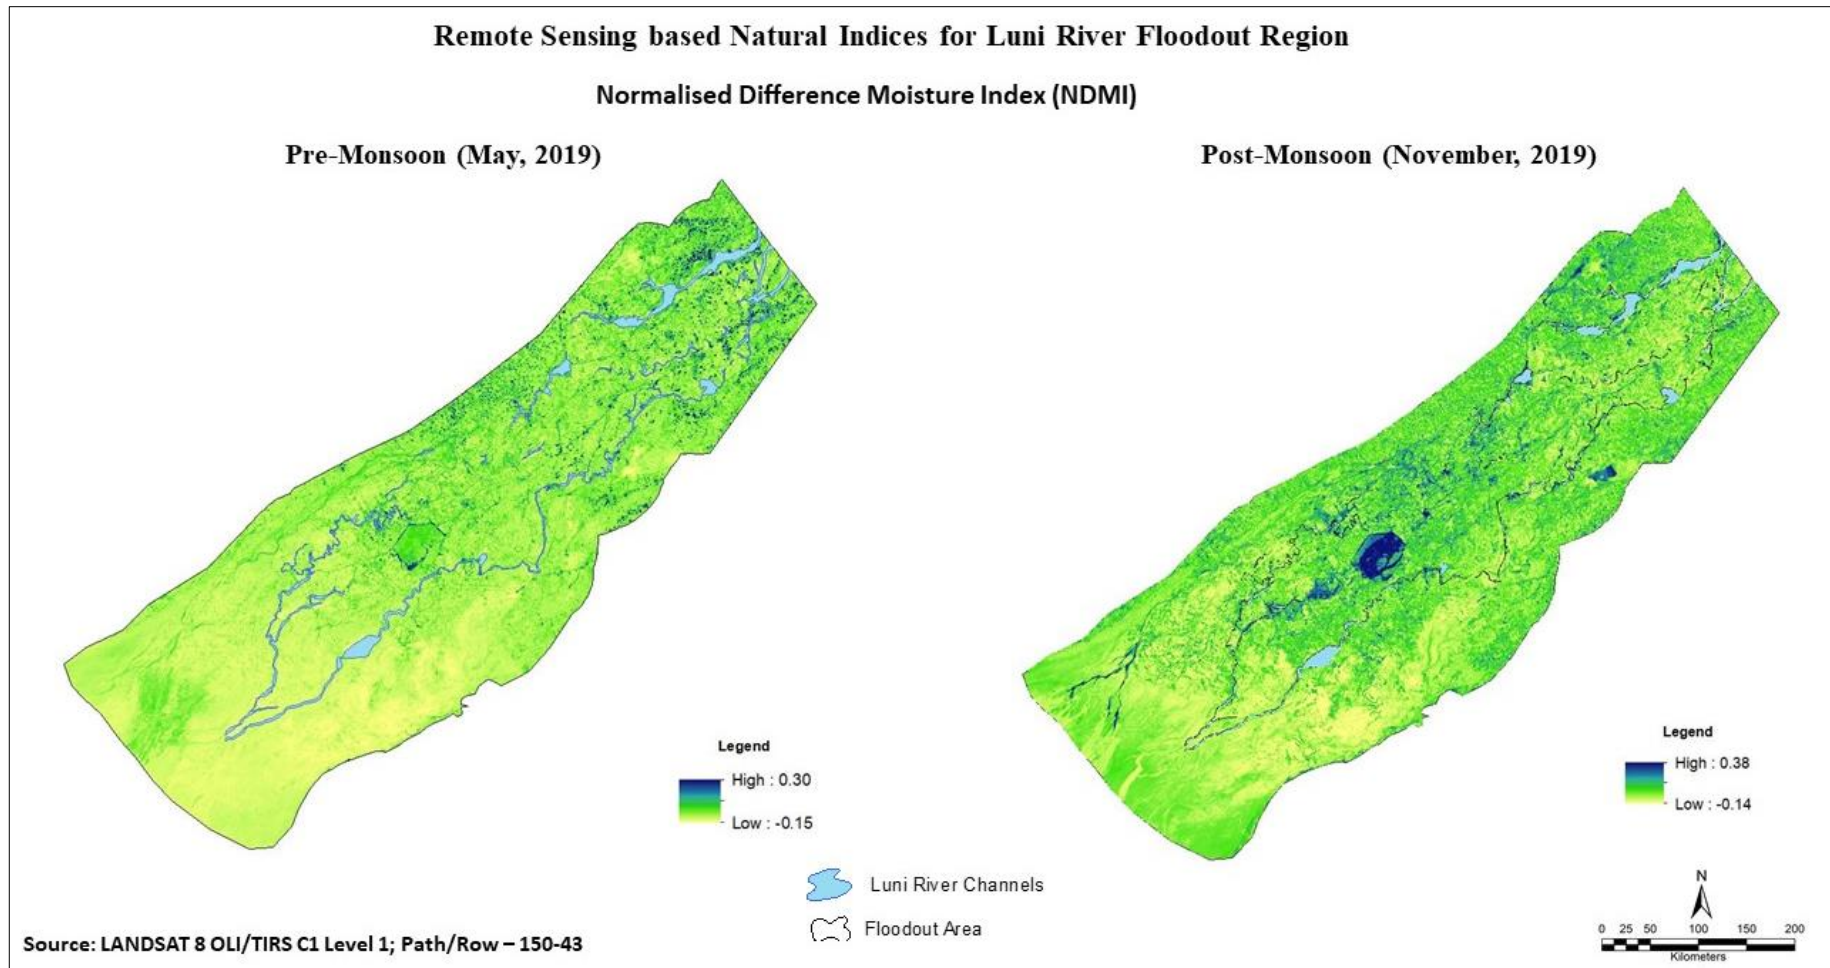 Remote Sensing based Natural Indices for Luni River Floodout Region
Normalised Difference Moisture Index (NDMI)
Pre-Monsoon (May, 2019)
Post-Monsoon (November, 2019)
Legend
High : 0.30
Low : -0.15
Legend
High : 0.38
Low : -0.14
Luni River Channels
Floodout Area
Source: LANDSAT 8 OLI/TIRS C1 Level 1; Path/Row – 150-43
N
0 25 50 100 150 200
Kilometers